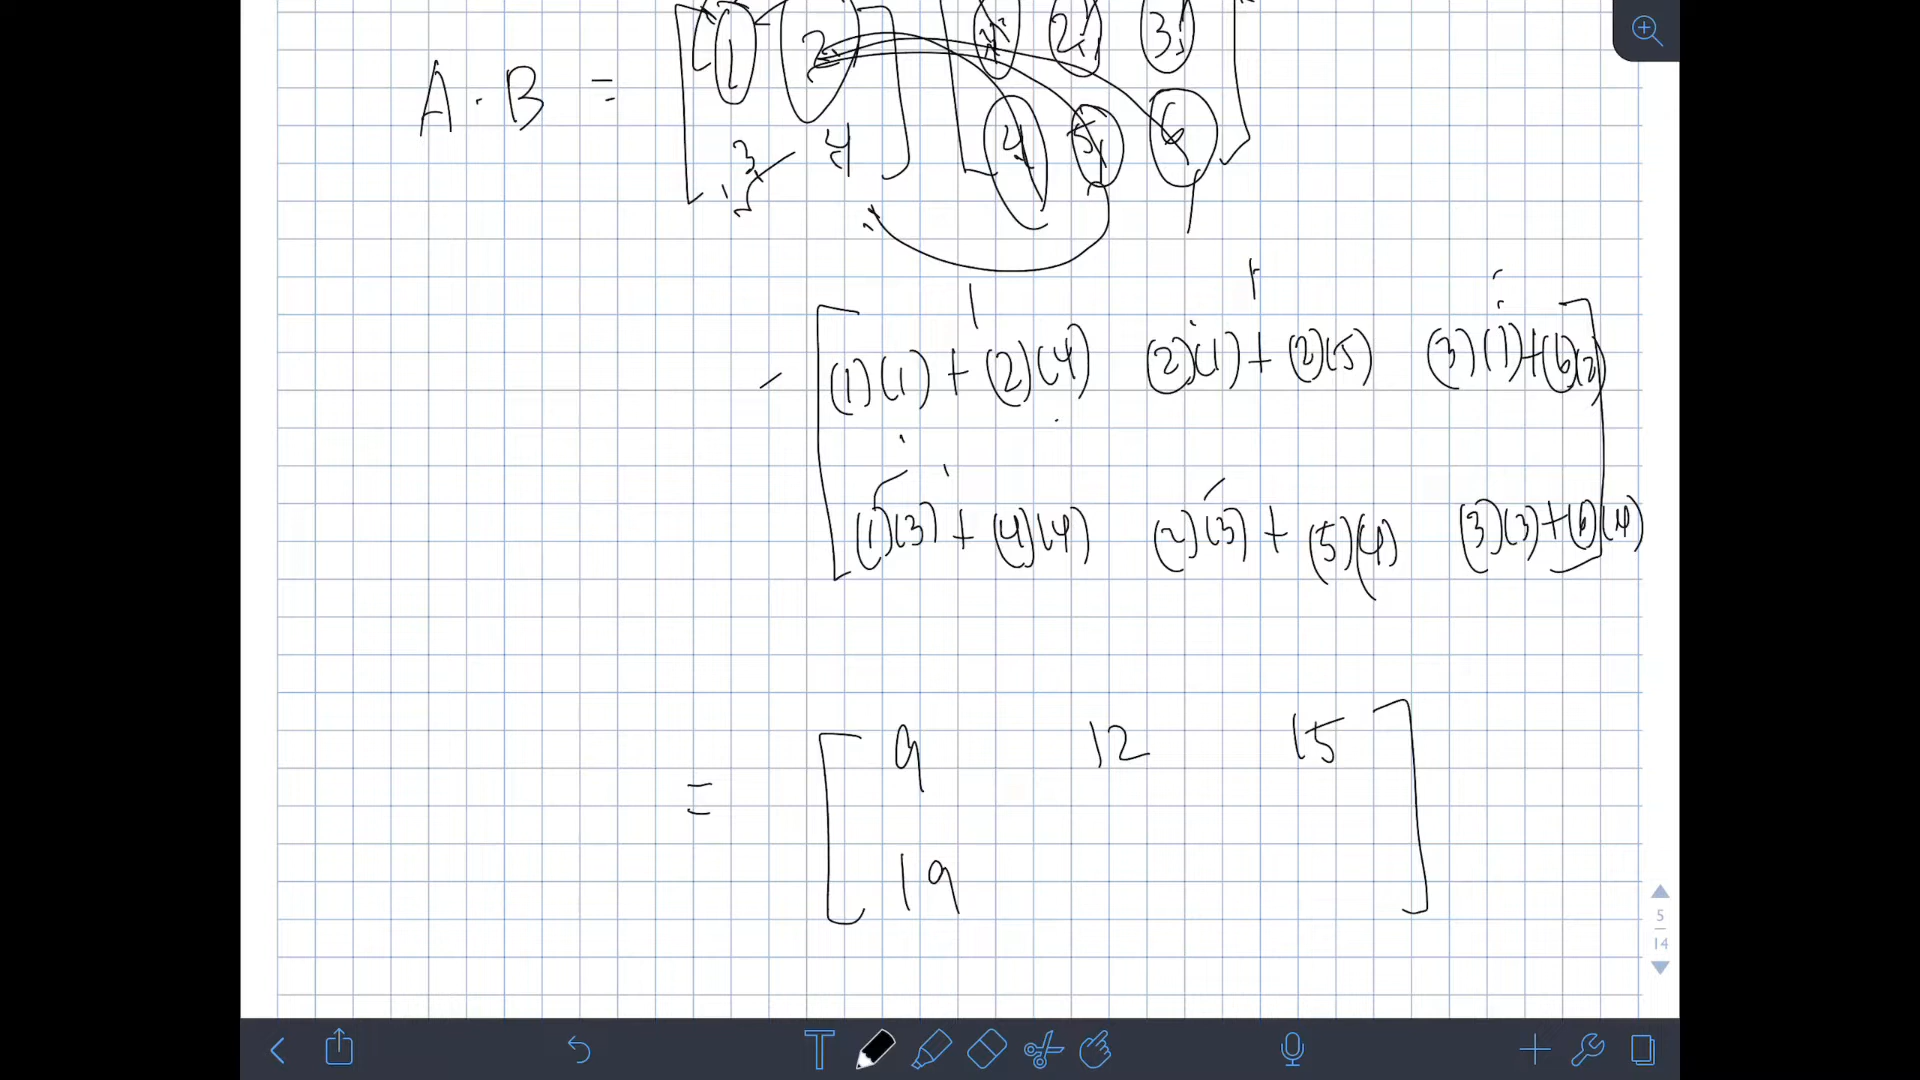 1 2 1 2 3
A · B =
3 4 4 5 6
= (1)(1) + (2)(4) (2)(1) + (2)(5) (3)(1) + (6)(2)
(1)(3) + (4)(4) (2)(3) + (5)(4) (3)(3) + (6)(4)
9 12 15
=
19
5
14
T